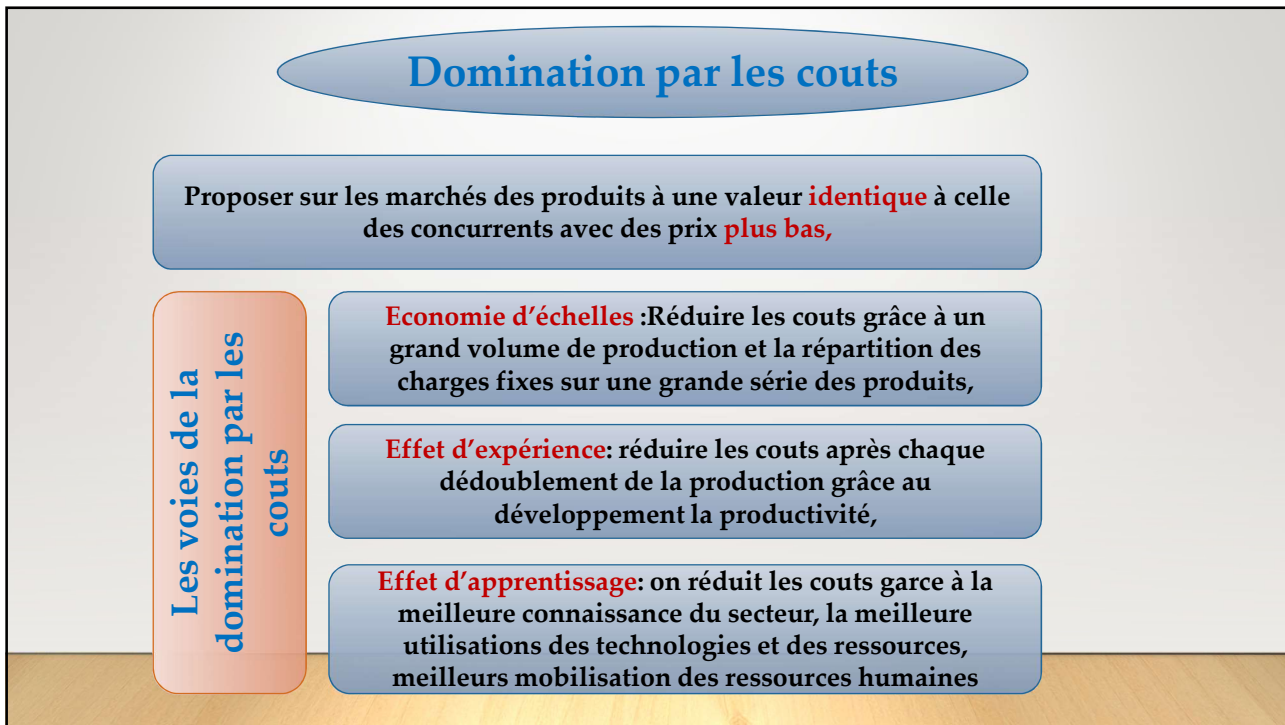 Domination par les couts
Proposer sur les marchés des produits à une valeur identique à celle
des concurrents avec des prix plus bas,
Les voies de la
domination par les
couts
Economie d’échelles :Réduire les couts grâce à un
grand volume de production et la répartition des
charges fixes sur une grande série des produits,
Effet d’expérience: réduire les couts après chaque
dédoublement de la production grâce au
développement la productivité,
Effet d’apprentissage: on réduit les couts garce à la
meilleure connaissance du secteur, la meilleure
utilisations des technologies et des ressources,
meilleurs mobilisation des ressources humaines